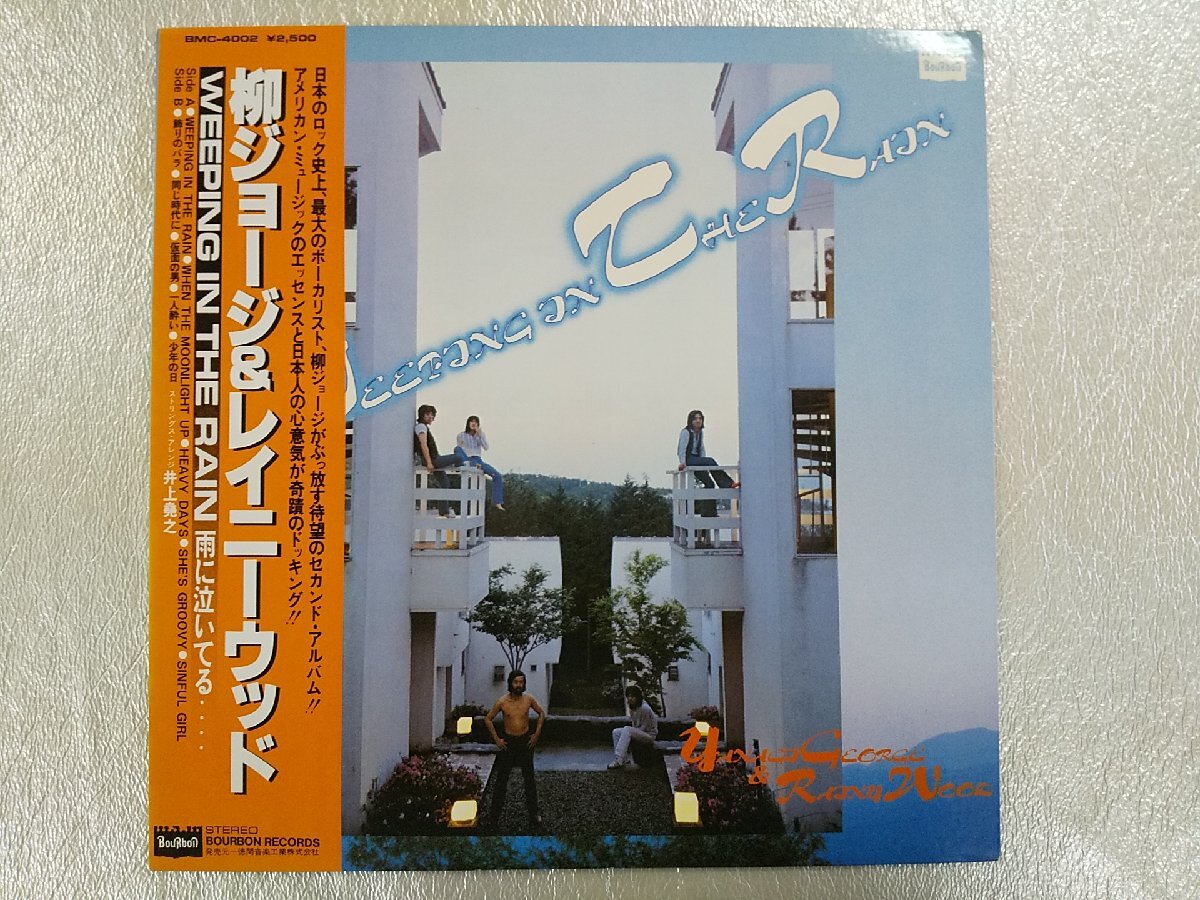 BMC-4002 ¥2,500
日本のロック史上、最大のボーカリスト、柳ジョージがぶっ放す待望のセカンド・アルバム!!
アメリカン・ミュージックのエッセンスと日本人の心意気が奇蹟のドッキング!!
柳ジョージ&レイニーウッド
WEEPING IN THE RAIN 雨に泣いてる・・・・・
Side A●WEEPING IN THE RAIN●WHEN THE MOONLIGHT UP●HEAVY DAYS●SHE'S GROOVY●SINFUL GIRL
Side B●飾りのバラ●同じ時代に●仮面の男●一人酔い●少年の日 ストリングス・アレンジ 井上堯之
BouRbon
STEREO
BOURBON RECORDS
発売元―徳間音楽工業株式会社
BouRbon
WEEPING IN THE RAIN
YANAGI GEORGE
& RAINY WOOD